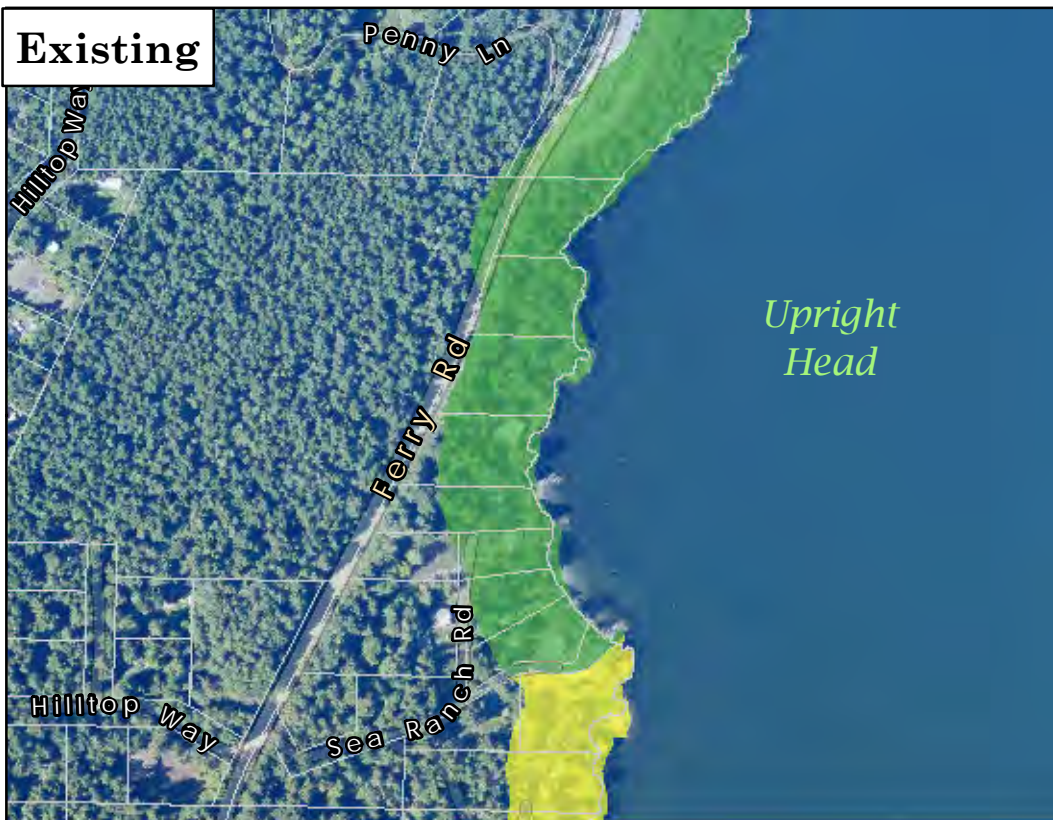 Existing
Penny Ln
Hilltop Way
Upright
Head
Ferry Rd
Sea Ranch Rd
Hilltop Way